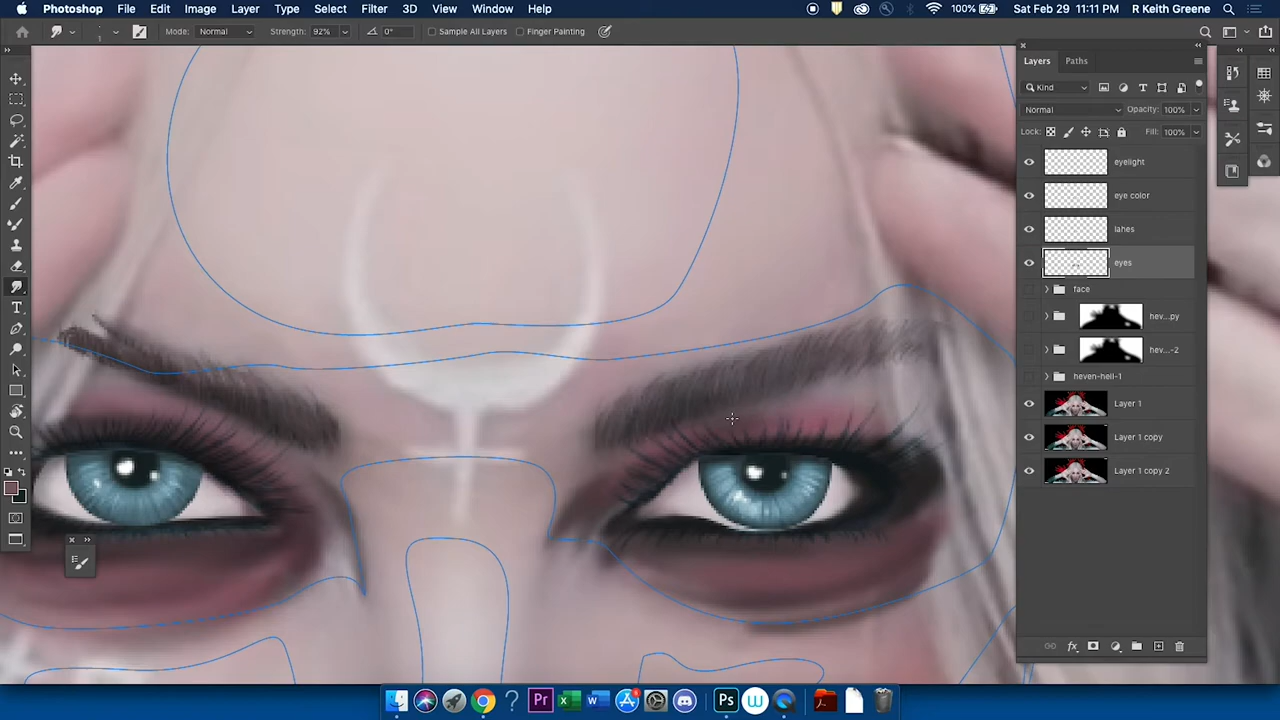 Photoshop File Edit Image Layer Type Select Filter 3D View Window Help 100% Sat Feb 29 11:11 PM R Keith Greene
Mode: Normal Strength: 92% 0° Sample All Layers Finger Painting
Layers Paths
Kind
Normal Opacity: 100%
Lock: Fill: 100%
eyelight
eye color
lahes
eyes
face
hev...py
hev...-2
heven-hell-1
Layer 1
Layer 1 copy
Layer 1 copy 2
fx
Pr W Ps W